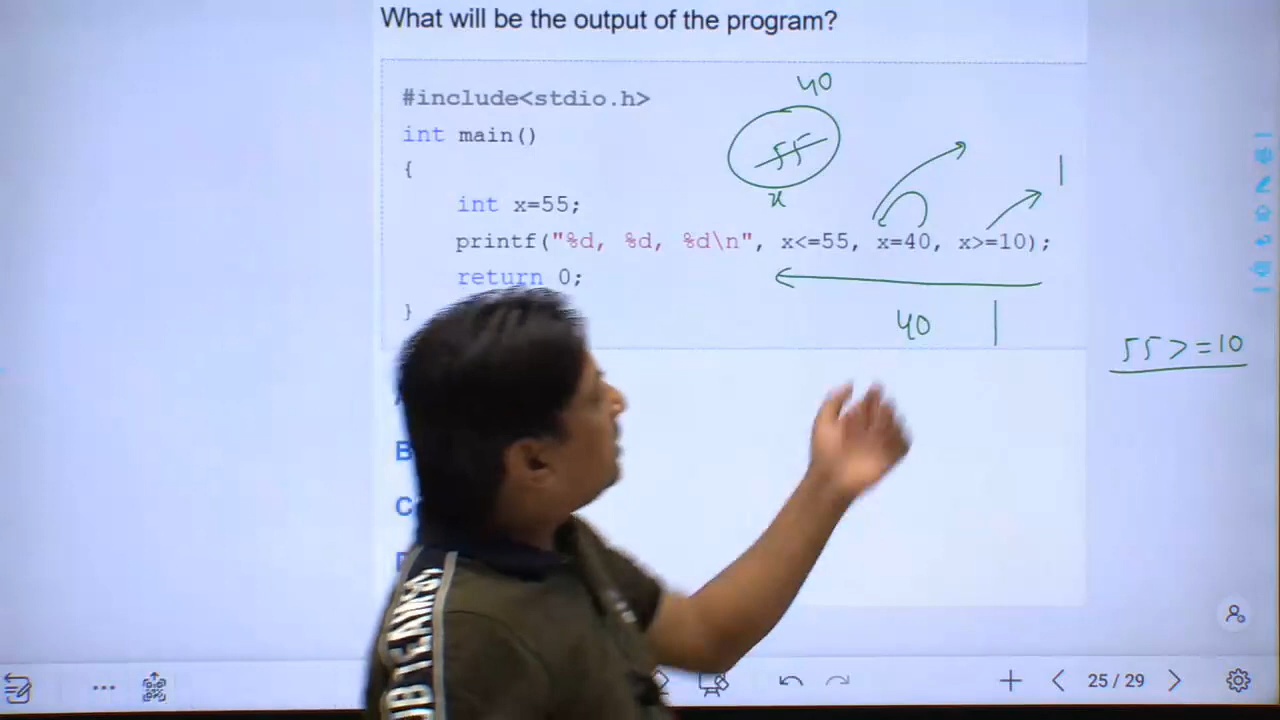 What will be the output of the program?
40
#include<stdio.h>
int main()
55
{
1
x
int x=55;
printf("%d, %d, %d\n", x<=55, x=40, x>=10);
return 0;
}
40 1
55>=10
B
C
25 / 29